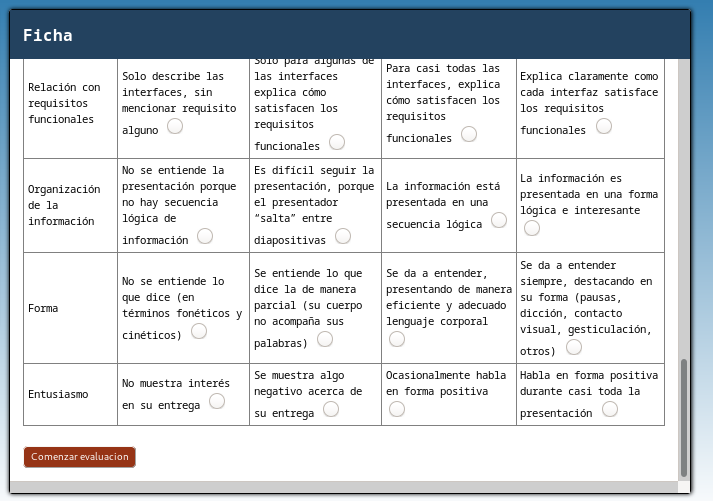 Ficha
Relación con
requisitos
funcionales
Solo describe las
interfaces, sin
mencionar requisito
alguno
Solo para algunas de
las interfaces
explica cómo
satisfacen los
requisitos
funcionales
Para casi todas las
interfaces, explica
cómo satisfacen los
requisitos
funcionales
Explica claramente como
cada interfaz satisface
los requisitos
funcionales
Organización
de la
información
No se entiende la
presentación porque
no hay secuencia
lógica de
información
Es difícil seguir la
presentación, porque
el presentador
“salta” entre
diapositivas
La información está
presentada en una
secuencia lógica
La información es
presentada en una forma
lógica e interesante
Forma
No se entiende lo
que dice (en
términos fonéticos y
cinéticos)
Se entiende lo que
dice la de manera
parcial (su cuerpo
no acompaña sus
palabras)
Se da a entender,
presentando de manera
eficiente y adecuado
lenguaje corporal
Se da a entender
siempre, destacando en
su forma (pausas,
dicción, contacto
visual, gesticulación,
otros)
Entusiasmo
No muestra interés
en su entrega
Se muestra algo
negativo acerca de
su entrega
Ocasionalmente habla
en forma positiva
Habla en forma positiva
durante casi toda la
presentación
Comenzar evaluacion